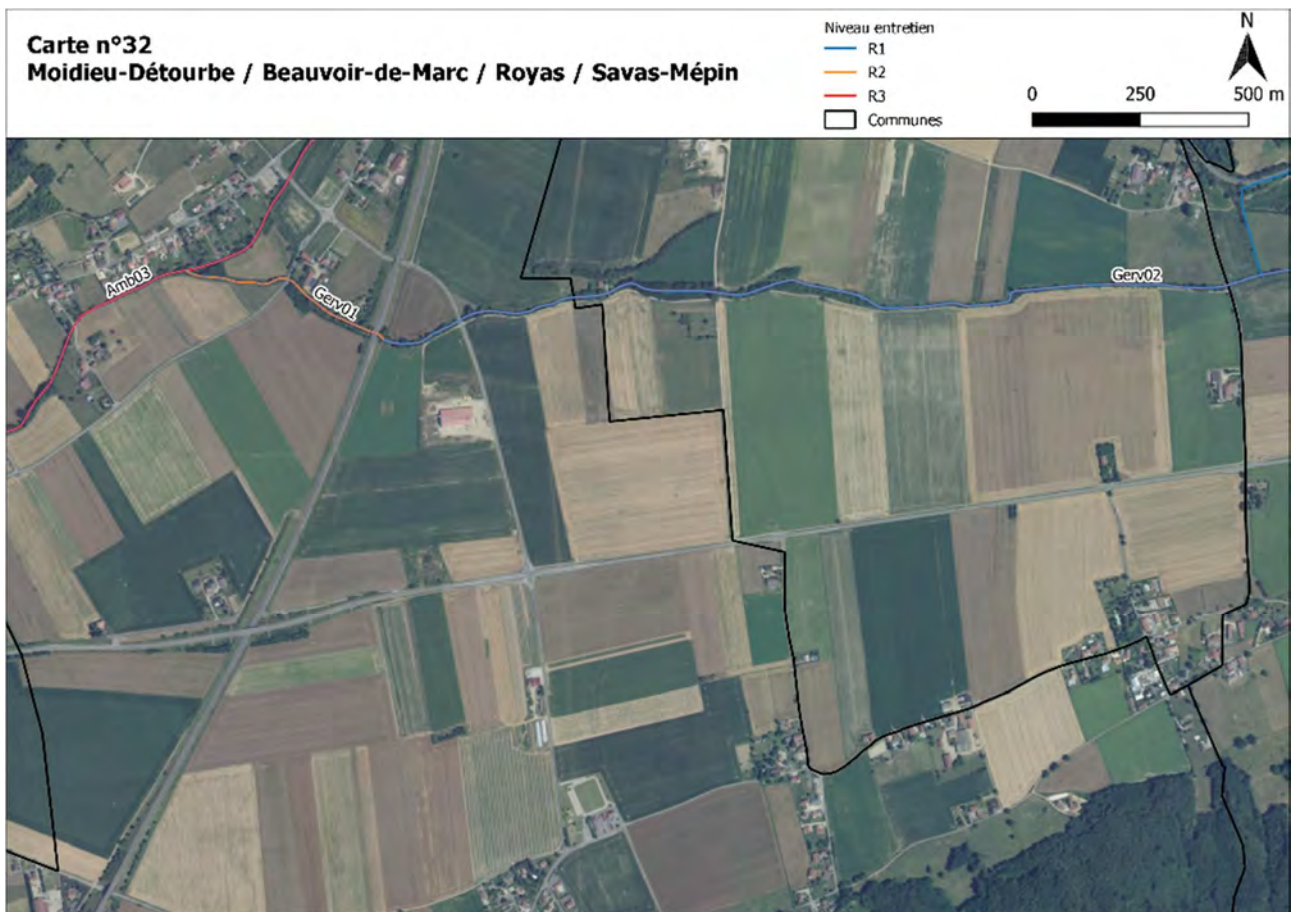 Carte n°32
Moidieu-Détourbe / Beauvoir-de-Marc / Royas / Savas-Mépin
Niveau entretien
R1
R2
R3
Communes
N
0 250 500 m
Amb03
Gerv01
Gerv02